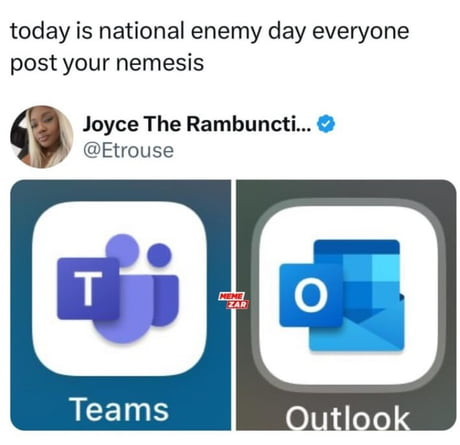 today is national enemy day everyone
post your nemesis
Joyce The Rambuncti...
@Etrouse
T
O
MEME
ZAR
Teams
Outlook